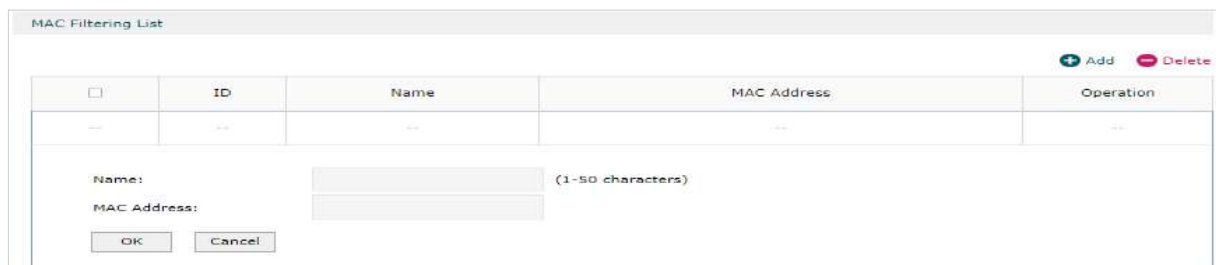 MAC Filtering List
Add Delete
ID Name MAC Address Operation
-- -- -- -- --
Name: (1-50 characters)
MAC Address:
OK Cancel